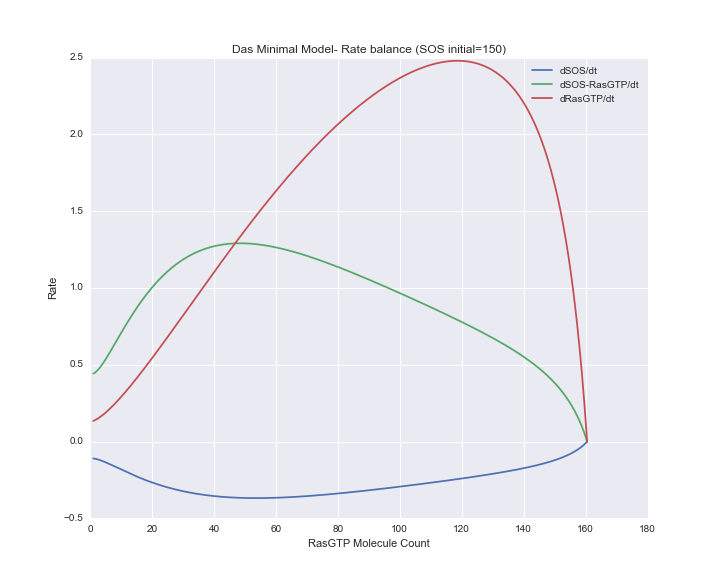 Das Minimal Model- Rate balance (SOS initial=150)
2.5
2.0
1.5
1.0
0.5
0.0
−0.5
Rate
dSOS/dt
dSOS-RasGTP/dt
dRasGTP/dt
0 20 40 60 80 100 120 140 160 180
RasGTP Molecule Count